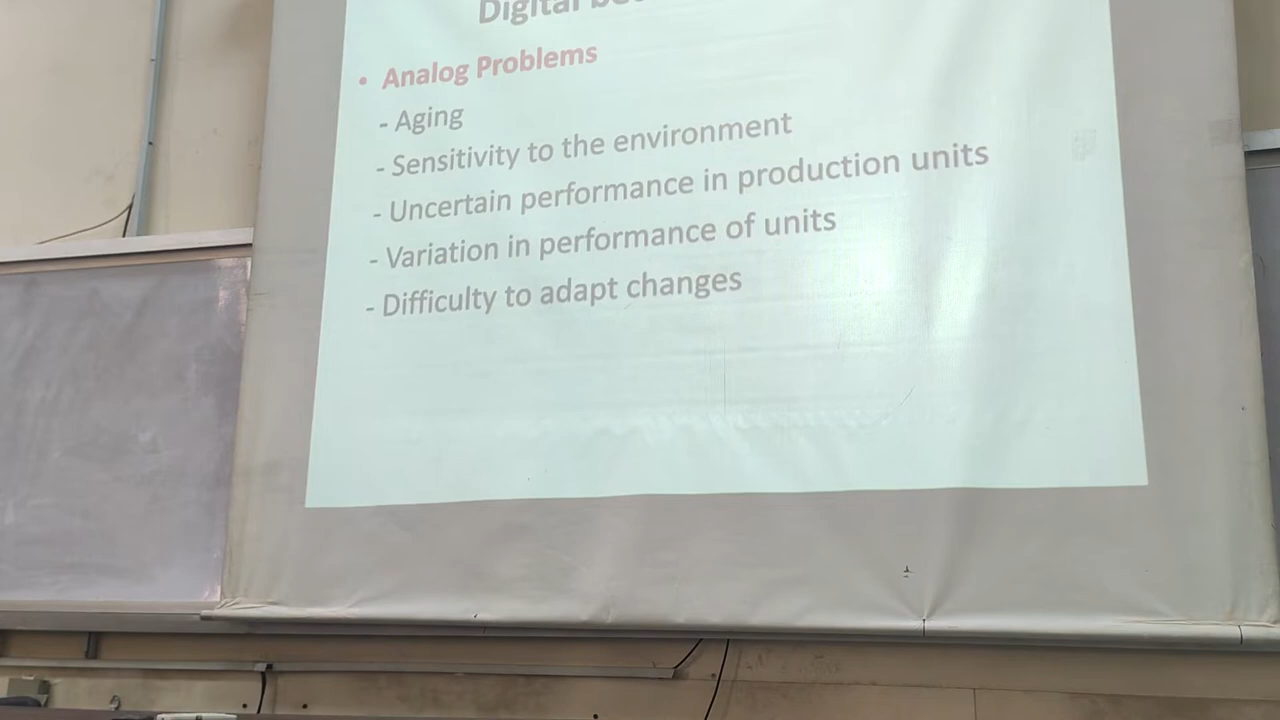 Digital
• Analog Problems
- Aging
- Sensitivity to the environment
- Uncertain performance in production units
- Variation in performance of units
- Difficulty to adapt changes